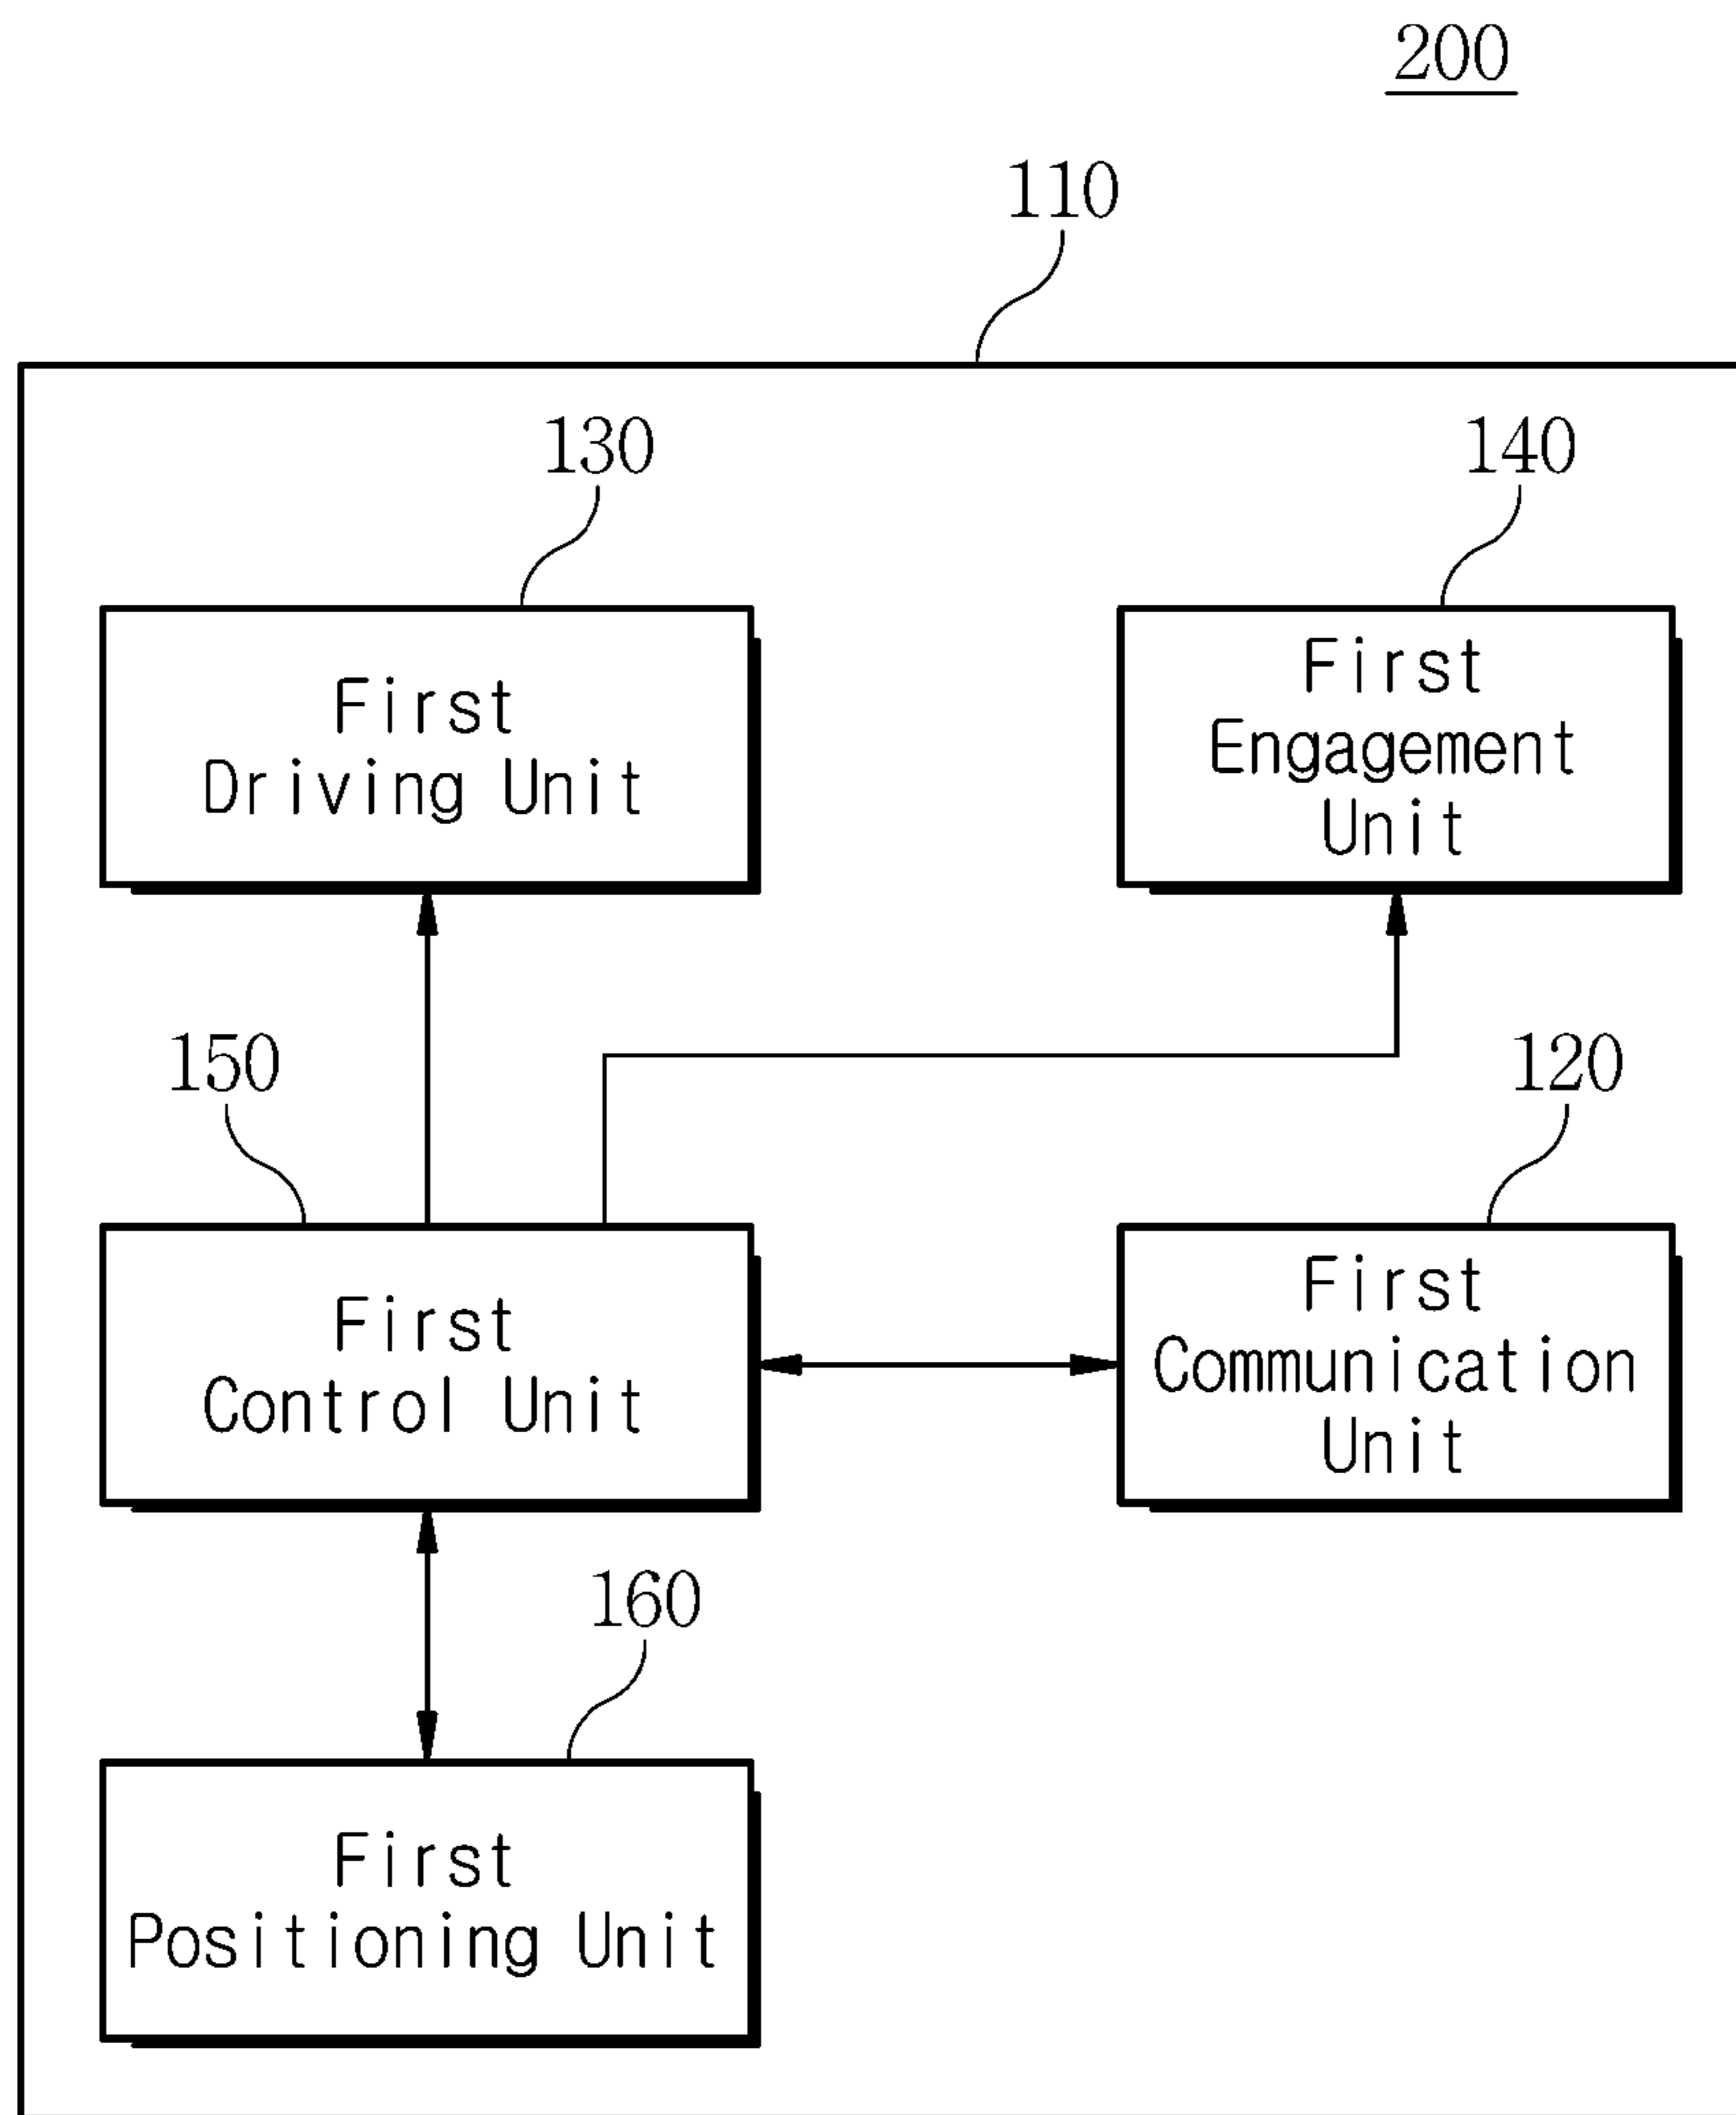 200
110
130
140
First
Driving Unit
First
Engagement
Unit
150
120
First
Control Unit
First
Communication
Unit
160
First
Positioning Unit